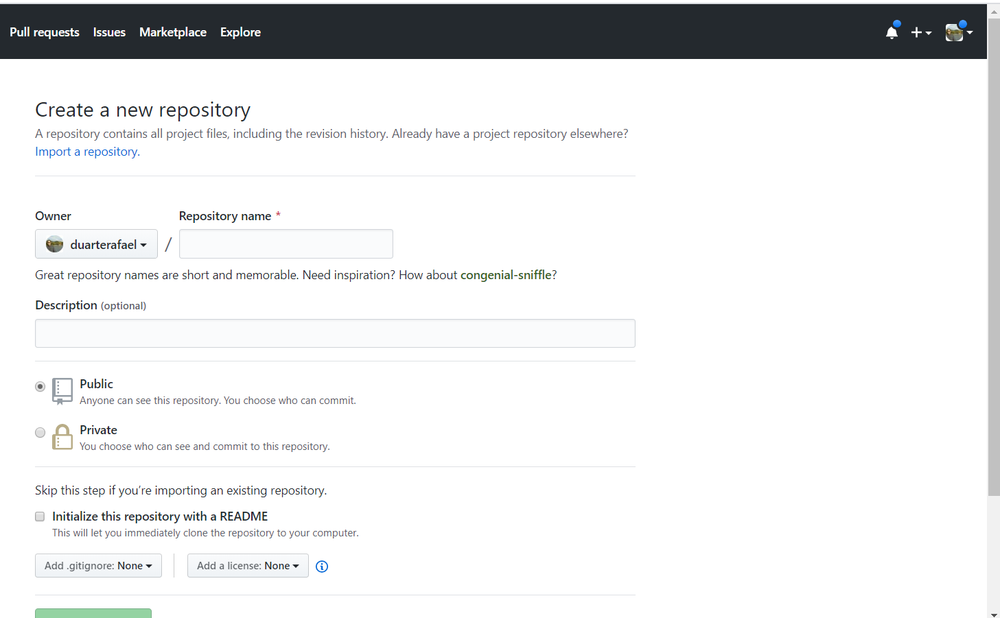 Pull requests Issues Marketplace Explore
Create a new repository
A repository contains all project files, including the revision history. Already have a project repository elsewhere?
Import a repository.
Owner Repository name *
duarterafael /
Great repository names are short and memorable. Need inspiration? How about congenial-sniffle?
Description (optional)
Public
Anyone can see this repository. You choose who can commit.
Private
You choose who can see and commit to this repository.
Skip this step if you’re importing an existing repository.
Initialize this repository with a README
This will let you immediately clone the repository to your computer.
Add .gitignore: None Add a license: None